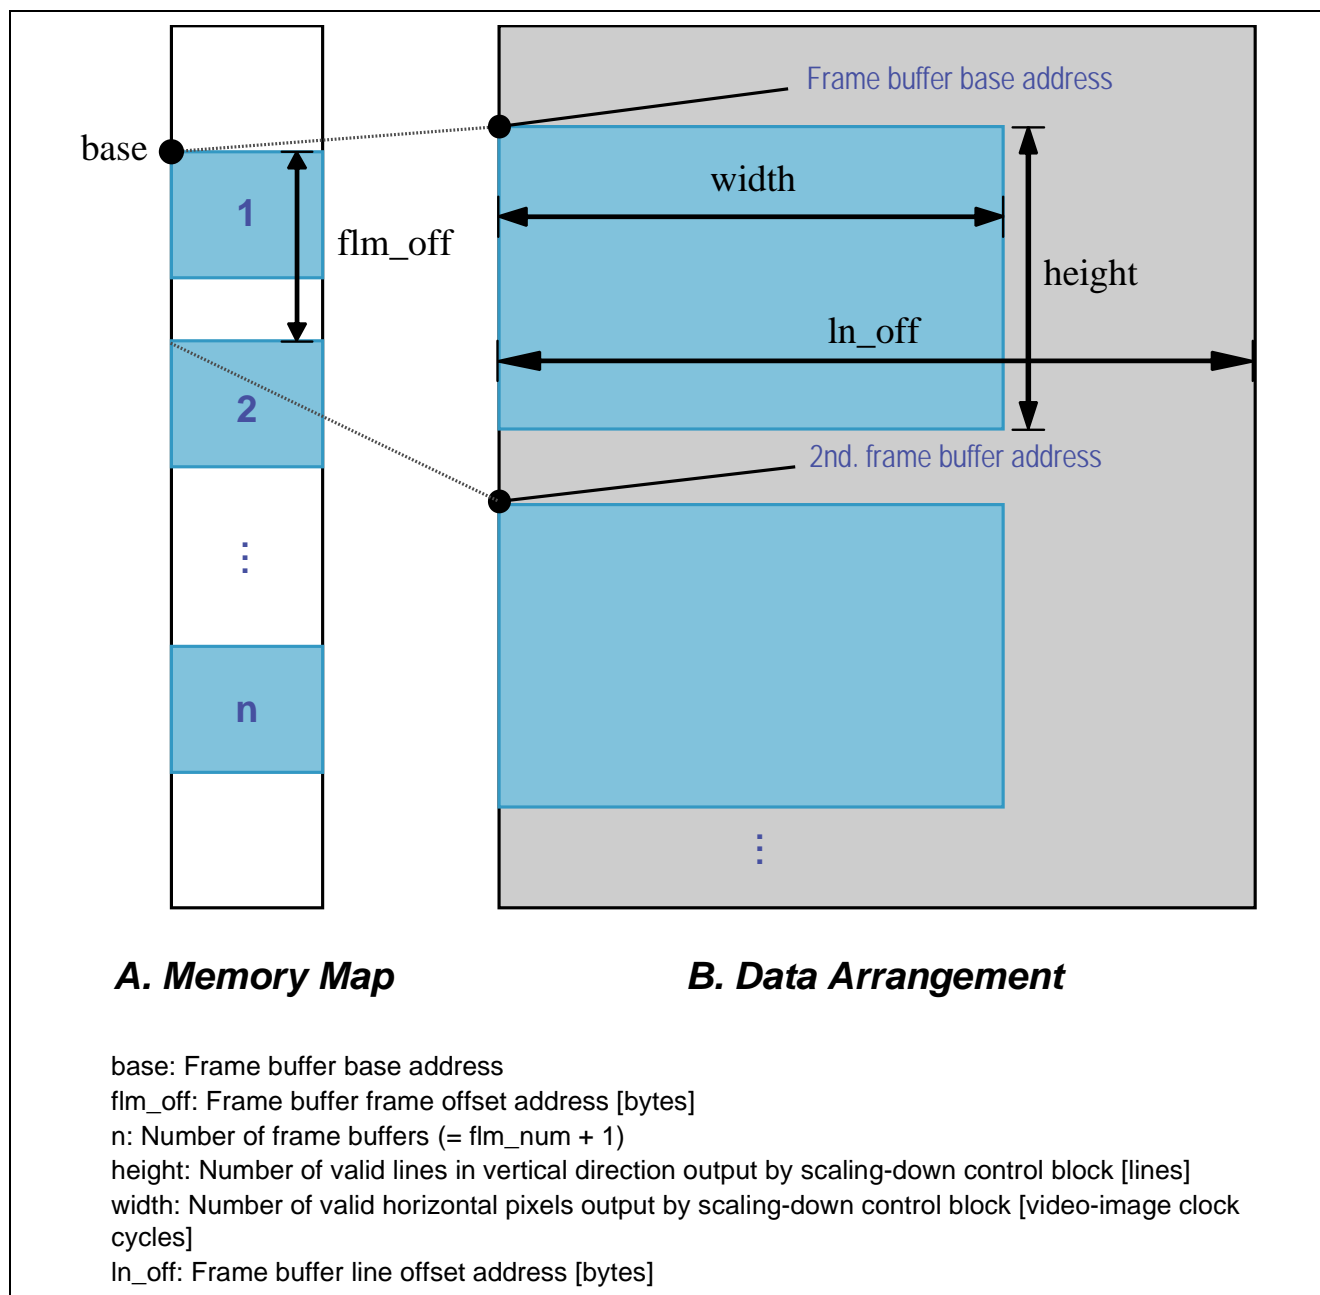 Frame buffer base address
base
1
width
flm_off
height
ln_off
2
2nd. frame buffer address
⋮
n
⋮
A. Memory Map
B. Data Arrangement
base: Frame buffer base address
flm_off: Frame buffer frame offset address [bytes]
n: Number of frame buffers (= flm_num + 1)
height: Number of valid lines in vertical direction output by scaling-down control block [lines]
width: Number of valid horizontal pixels output by scaling-down control block [video-image clock
cycles]
ln_off: Frame buffer line offset address [bytes]